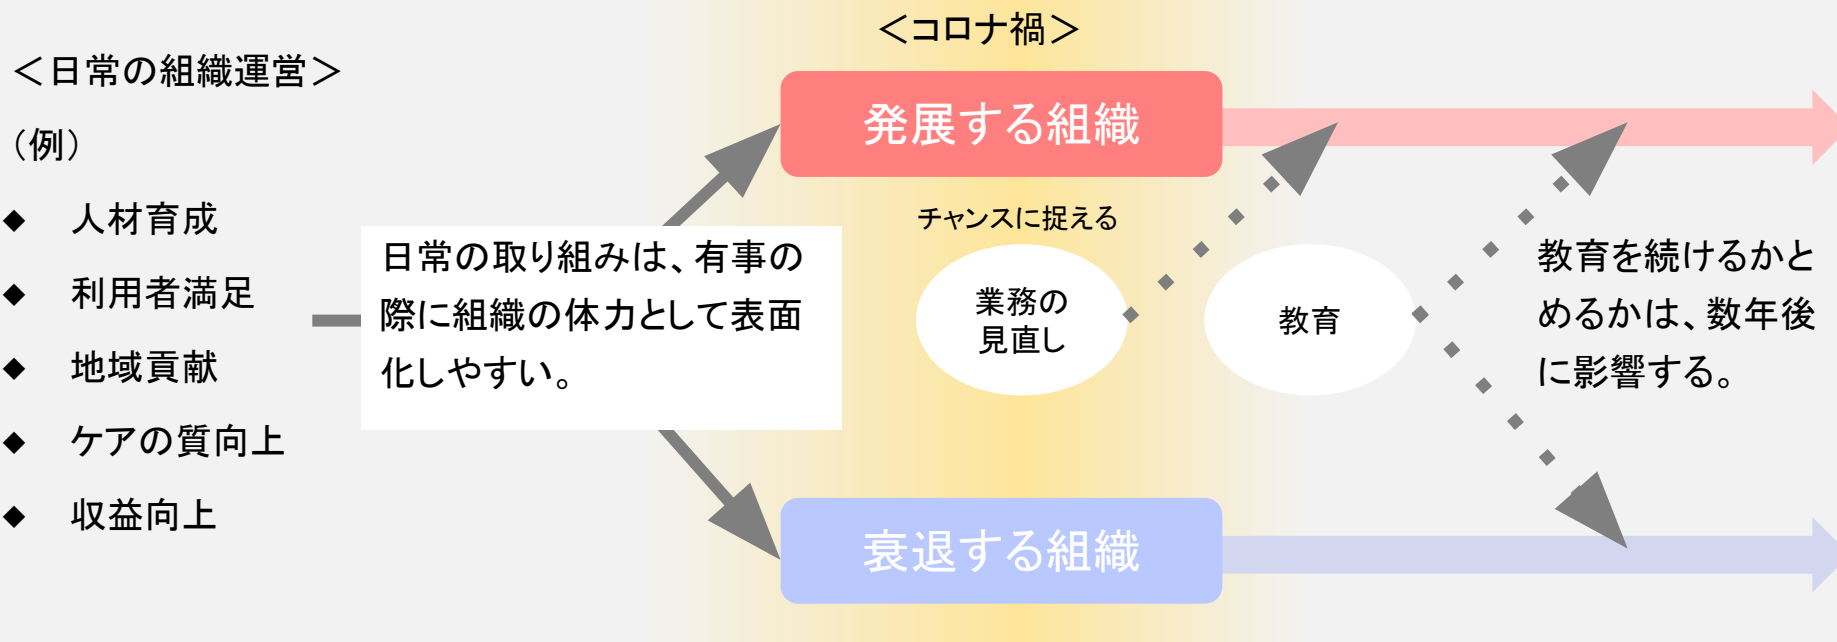 <コロナ禍>
<日常の組織運営>
(例)
◆ 人材育成
◆ 利用者満足
◆ 地域貢献
◆ ケアの質向上
◆ 収益向上
日常の取り組みは、有事の
際に組織の体力として表面
化しやすい。
発展する組織
チャンスに捉える
業務の
見直し
教育
教育を続けるかと
めるかは、数年後
に影響する。
衰退する組織